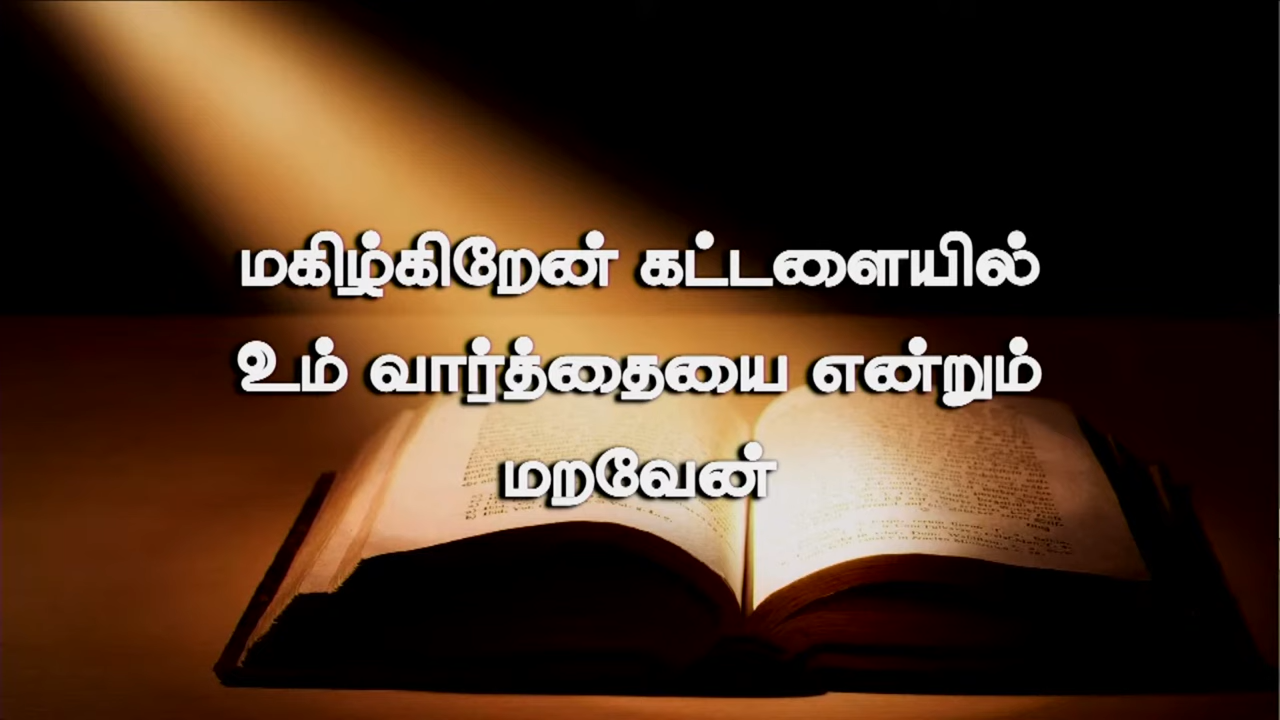 மகிழ்கிறேன் கட்டளையில்
உம் வார்த்தையை என்றும்
மறவேன்